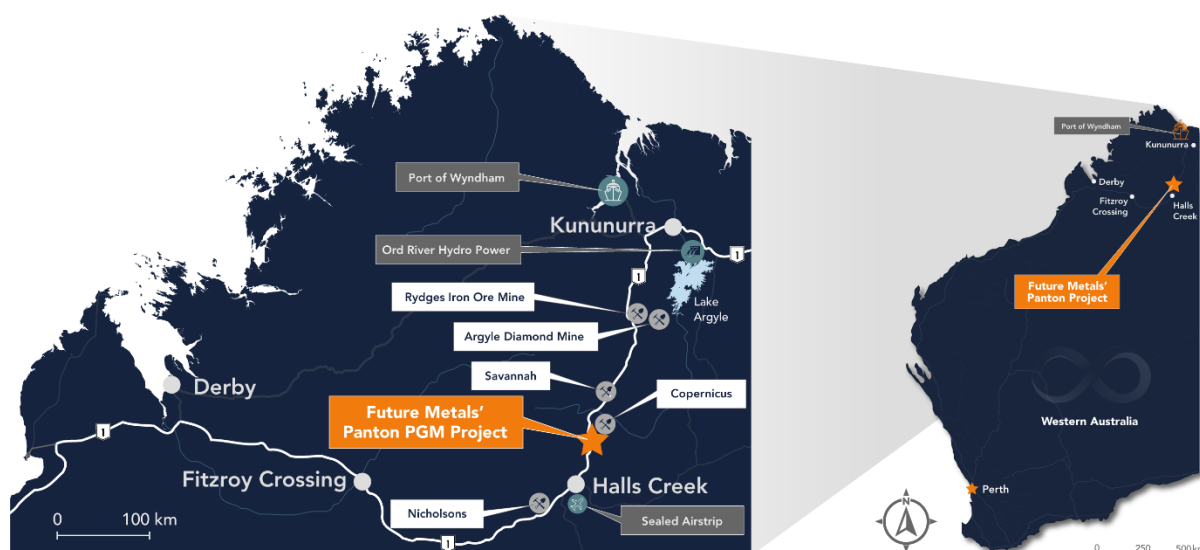 Port of Wyndham
Kununurra
1
Ord River Hydro Power
1
Rydges Iron Ore Mine
Lake
Argyle
Argyle Diamond Mine
Savannah
Copernicus
Derby
Future Metals'
Panton PGM Project
1
Fitzroy Crossing
Halls Creek
Nicholsons
Sealed Airstrip
0
100 km
1
Port of Wyndham
Kununurra
Derby
Fitzroy
Crossing
Halls
Creek
Future Metals'
Panton Project
Western Australia
Perth
N
0
250
500